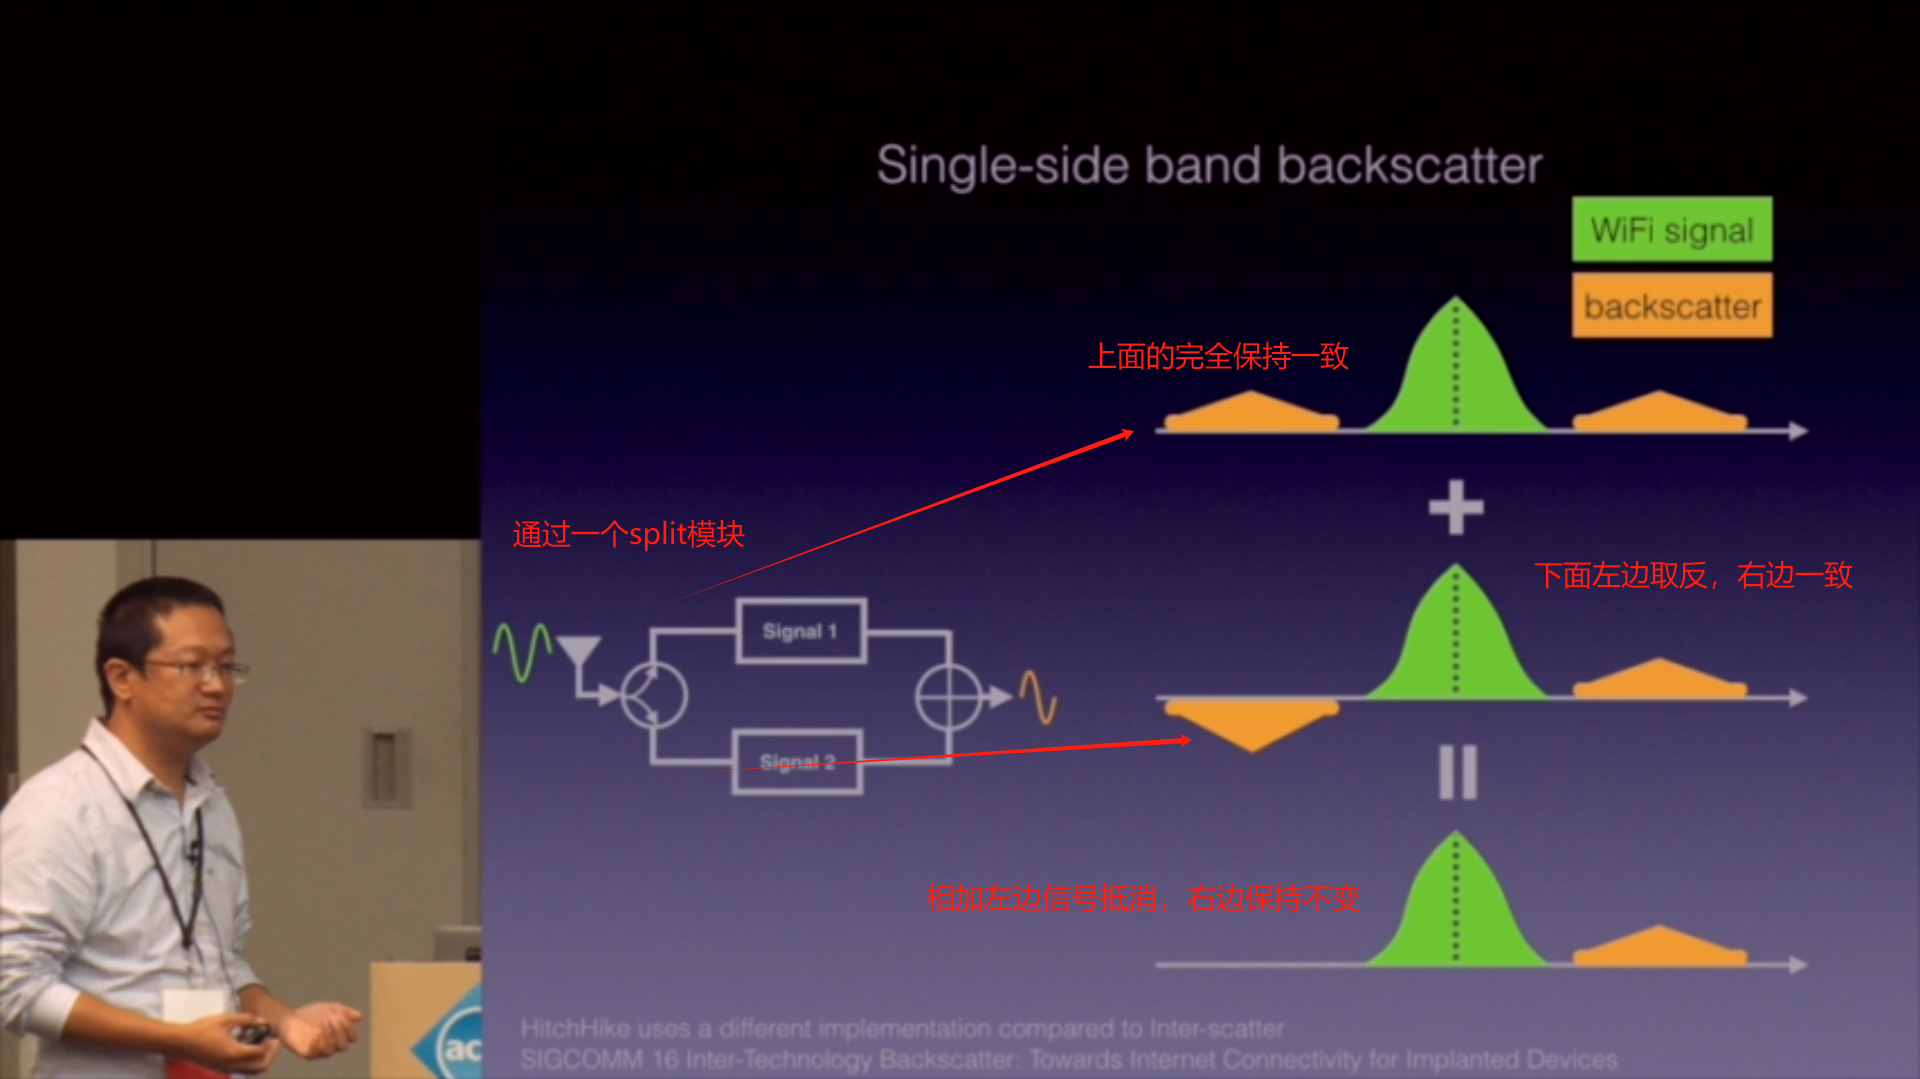 Single-side band backscatter
WiFi signal
backscatter
上面的完全保持一致
通过一个split模块
下面左边取反，右边一致
Signal 1
Signal 2
相加左边信号抵消，右边保持不变
HitchHike uses a different implementation compared to Inter-scatter
SIGCOMM 16 Inter-Technology Backscatter: Towards Internet Connectivity for Implanted Devices
ac